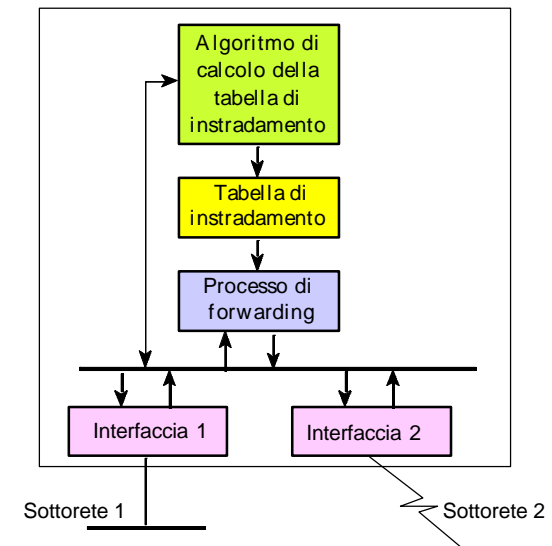 Algoritmo di
calcolo della
tabella di
instradamento
Tabella di
instradamento
Processo di
forwarding
Interfaccia 1
Interfaccia 2
Sottorete 1
Sottorete 2